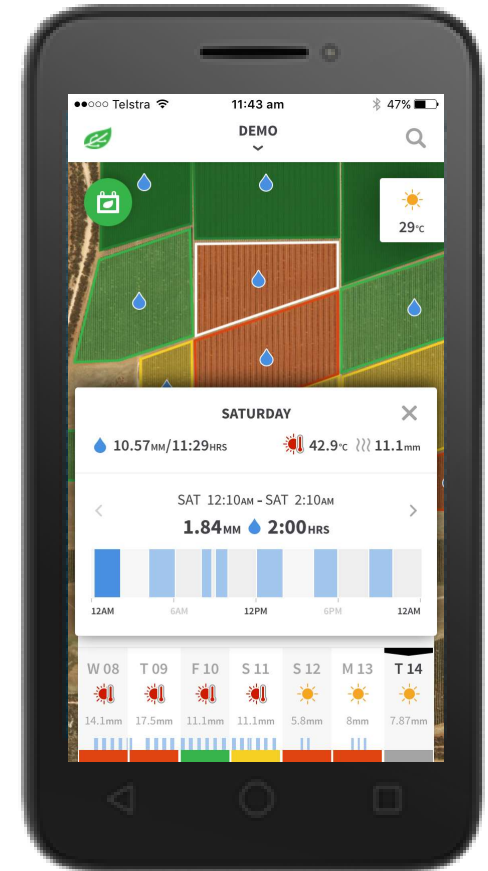 Telstra 11:43 am 47%
DEMO
29°C
SATURDAY
10.57MM/11:29HRS 42.9°C 11.1mm
SAT 12:10AM - SAT 2:10AM
1.84MM 2:00HRS
12AM 6AM 12PM 6PM 12AM
W 08 T 09 F 10 S 11 S 12 M 13 T 14
14.1mm 17.5mm 11.1mm 11.1mm 5.8mm 8mm 7.87mm